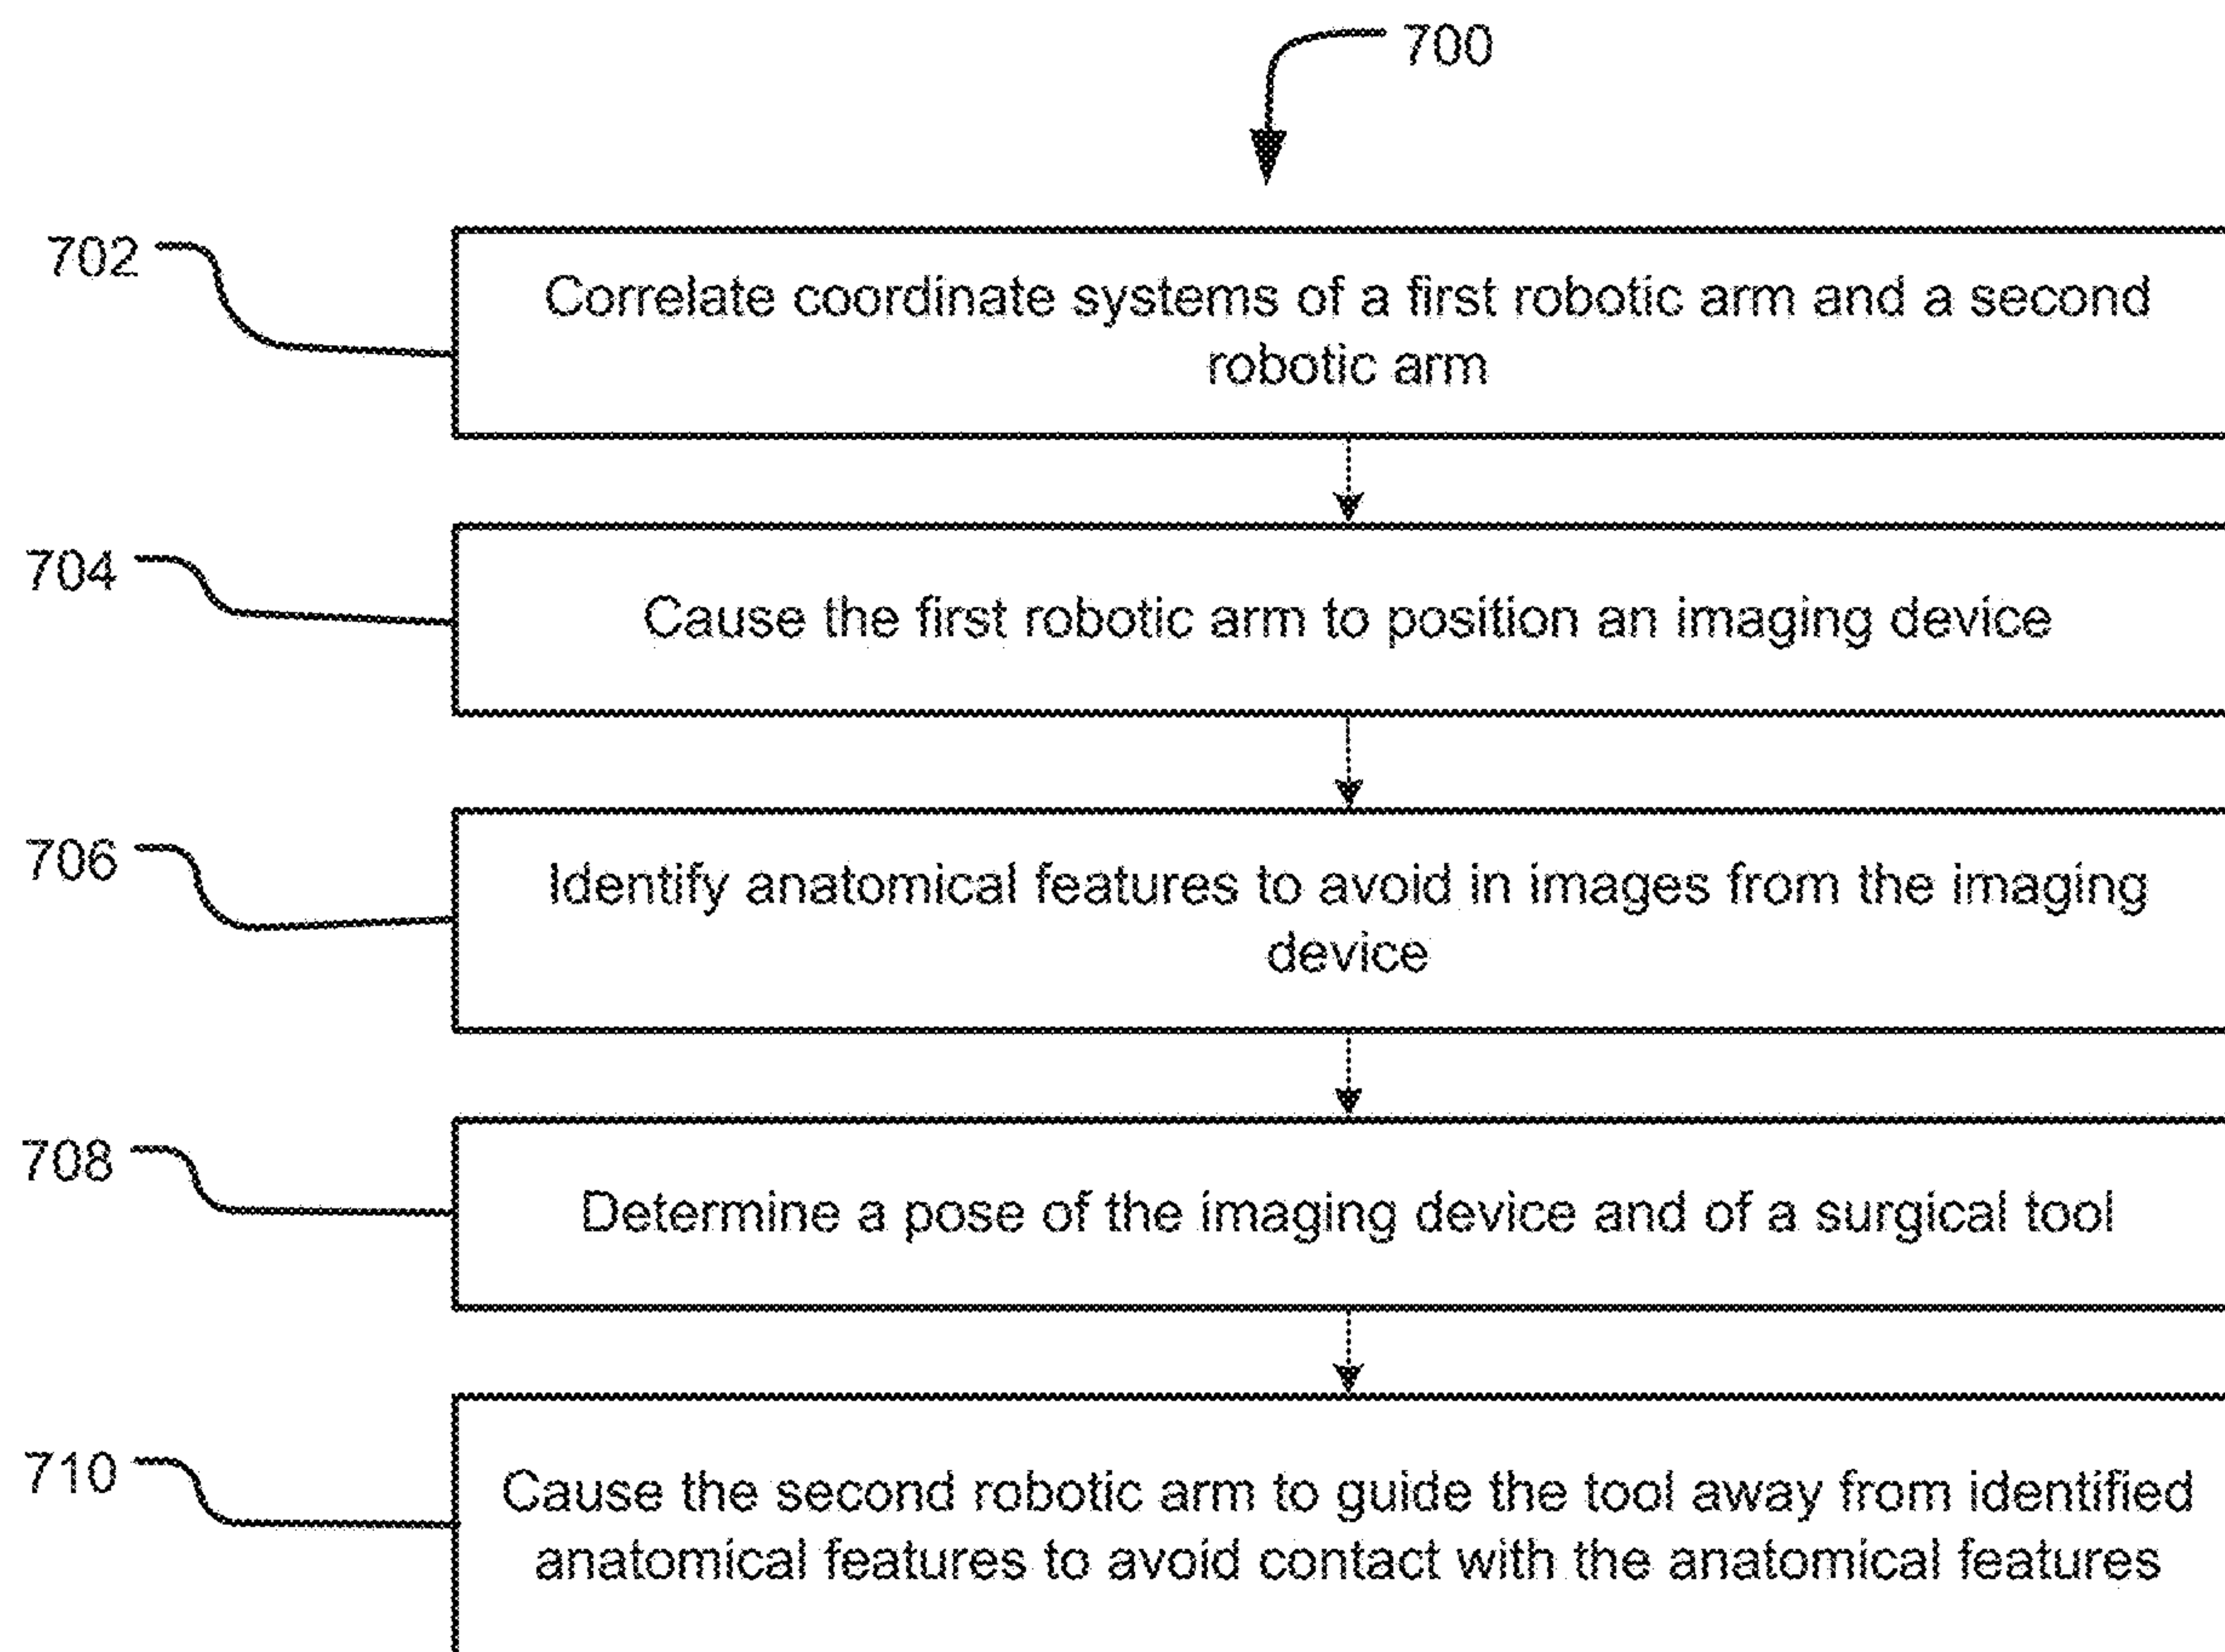 700
702
Correlate coordinate systems of a first robotic arm and a second
robotic arm
704
Cause the first robotic arm to position an imaging device
706
Identify anatomical features to avoid in images from the imaging
device
708
Determine a pose of the imaging device and of a surgical tool
710
Cause the second robotic arm to guide the tool away from identified
anatomical features to avoid contact with the anatomical features